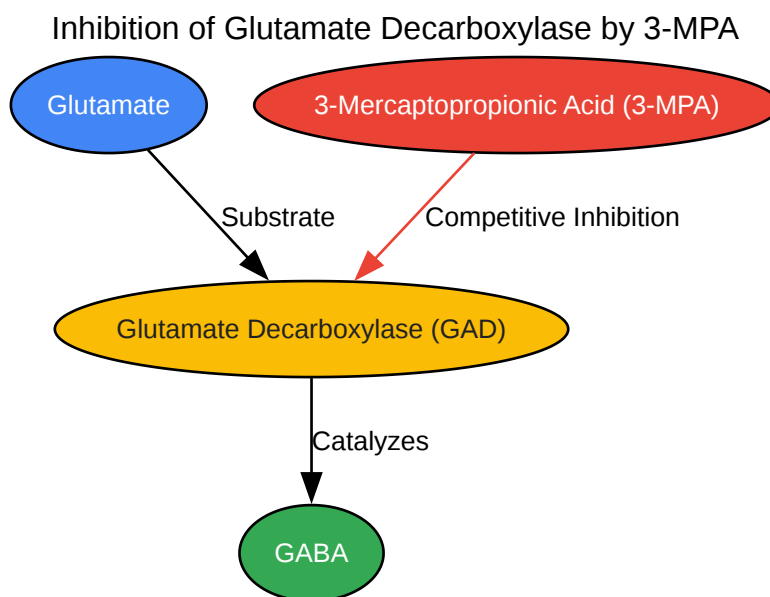 Inhibition of Glutamate Decarboxylase by 3-MPA
Glutamate
3-Mercaptopropionic Acid (3-MPA)
Substrate
Competitive Inhibition
Glutamate Decarboxylase (GAD)
Catalyzes
GABA